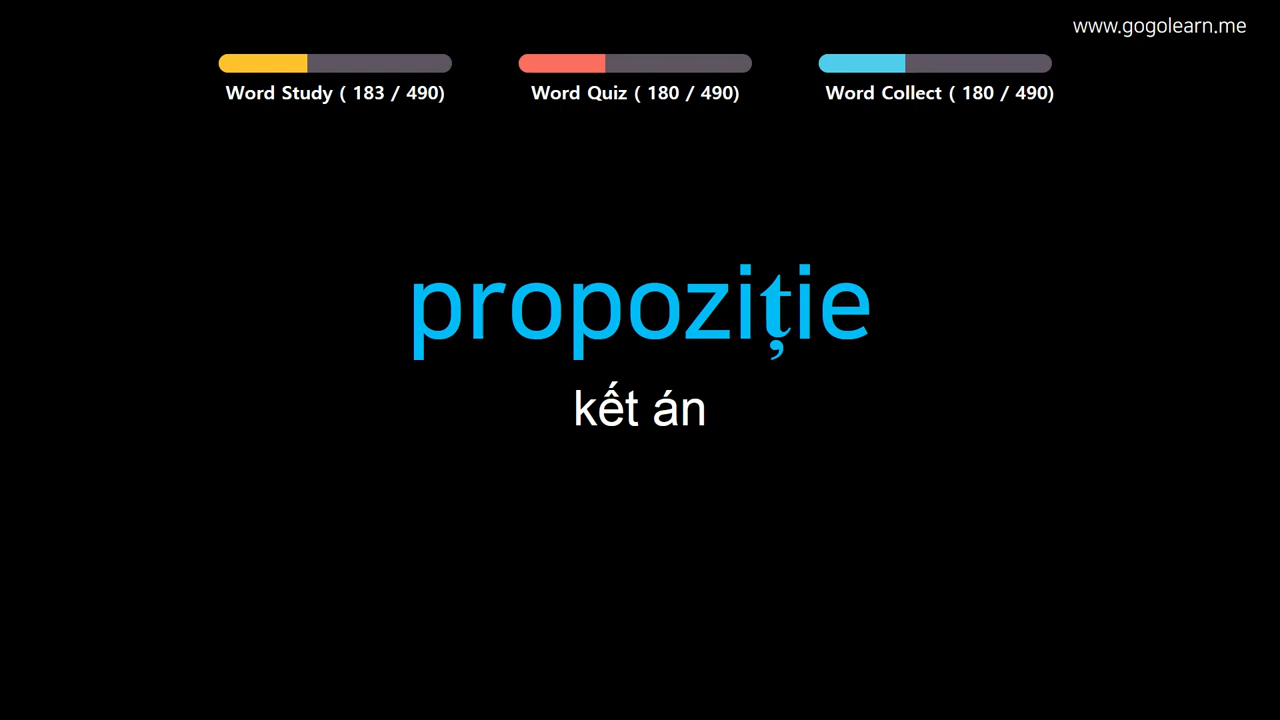 www.gogolearn.me
Word Study ( 183 / 490)
Word Quiz ( 180 / 490)
Word Collect ( 180 / 490)
propoziție
kết án